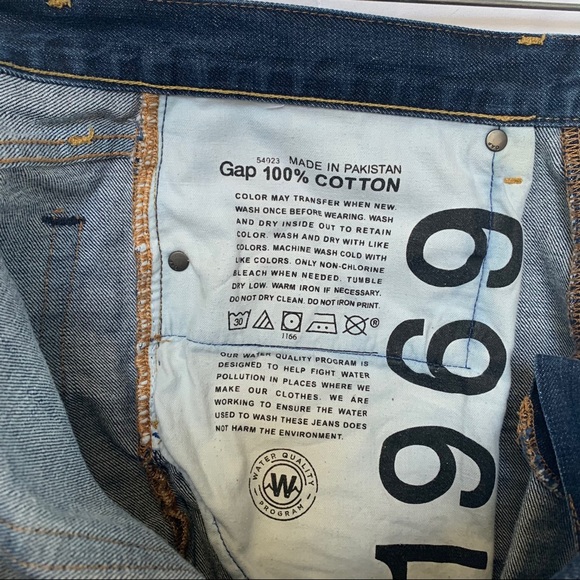 54023 MADE IN PAKISTAN
Gap 100% COTTON
COLOR MAY TRANSFER WHEN NEW.
WASH ONCE BEFORE WEARING. WASH
AND DRY INSIDE OUT TO RETAIN
COLOR. WASH AND DRY WITH LIKE
COLORS. MACHINE WASH COLD WITH
LIKE COLORS. ONLY NON-CHLORINE
BLEACH WHEN NEEDED. TUMBLE
DRY LOW. WARM IRON IF NECESSARY.
DO NOT DRY CLEAN. DO NOT IRON PRINT.
30
®
1166
OUR WATER QUALITY PROGRAM IS
DESIGNED TO HELP FIGHT WATER
POLLUTION IN PLACES WHERE WE
MAKE OUR CLOTHES. WE ARE
WORKING TO ENSURE THE WATER
USED TO WASH THESE JEANS DOES
NOT HARM THE ENVIRONMENT.
WATER QUALITY
W
PROGRAM
1969